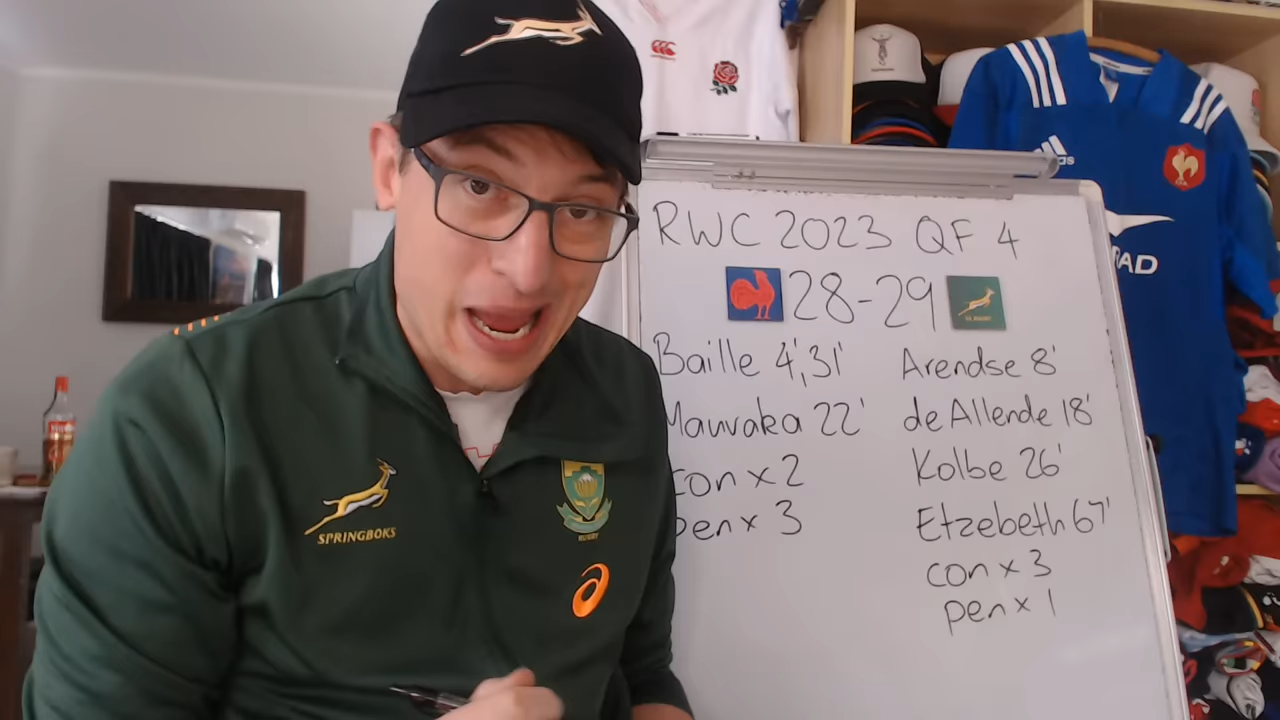 RWC 2023 QF 4
28-29
Baille 4',31'
Arendse 8'
Mauvaka 22'
de Allende 18'
con x 2
Kolbe 26'
pen x 3
Etzebeth 67'
con x 3
pen x 1
SPRINGBOKS
RUGBY
RAD